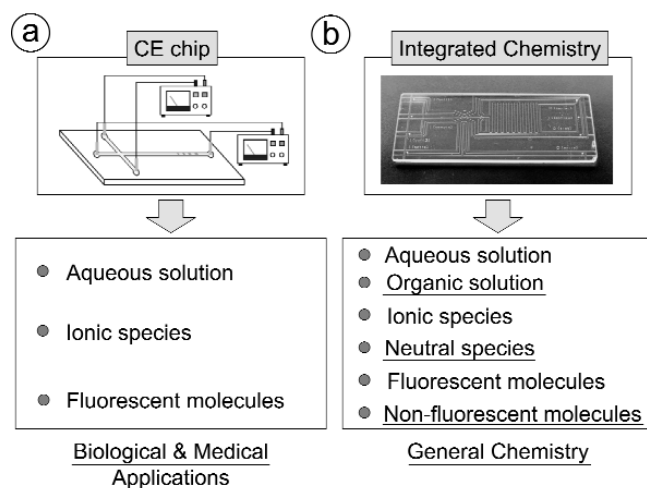 a
CE chip
Aqueous solution
Ionic species
Fluorescent molecules
Biological & Medical
Applications
b
Integrated Chemistry
Aqueous solution
Organic solution
Ionic species
Neutral species
Fluorescent molecules
Non-fluorescent molecules
General Chemistry